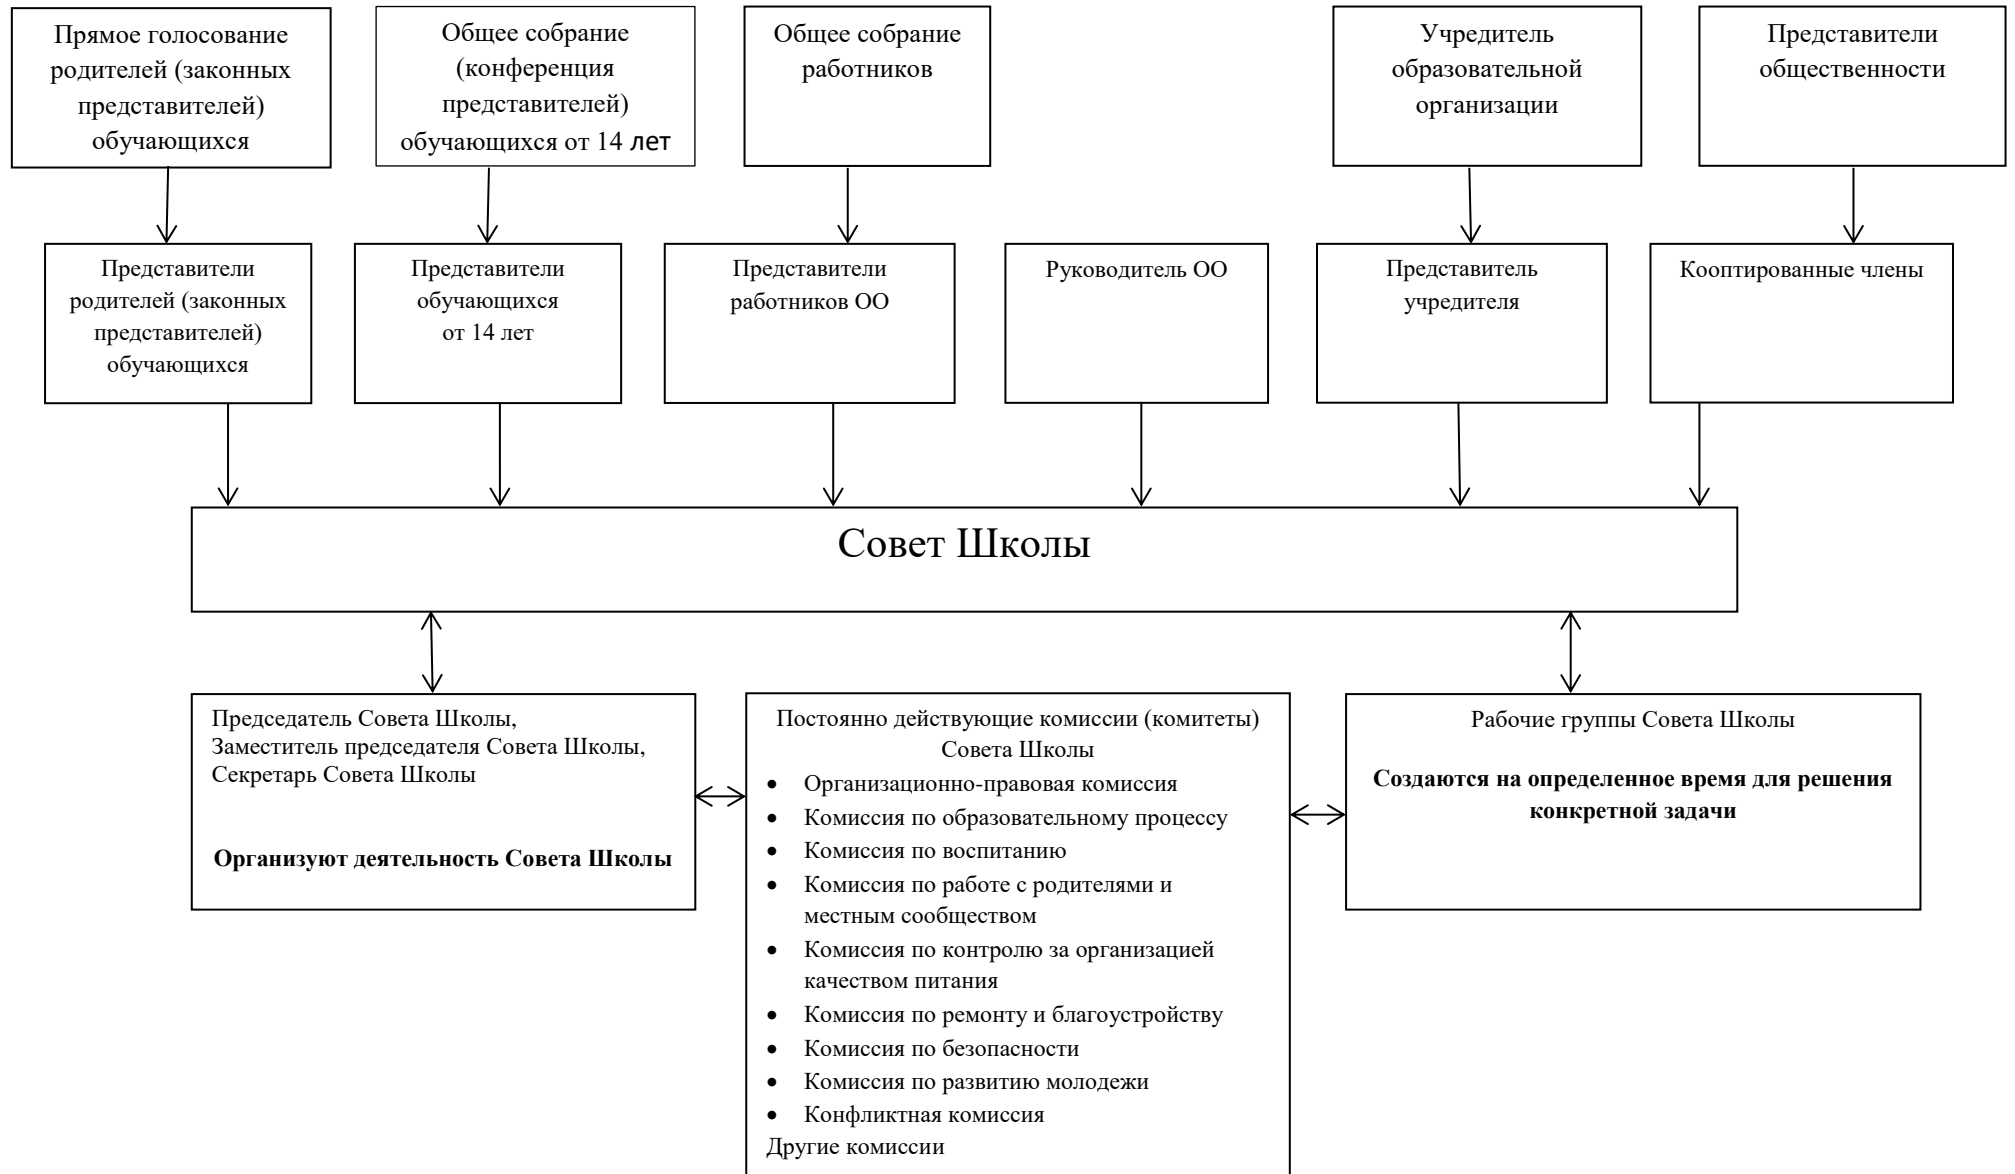 Прямое голосование
родителей (законных
представителей)
обучающихся
Общее собрание
(конференция
представителей)
обучающихся от 14 лет
Общее собрание
работников
Учредитель
образовательной
организации
Представители
общественности
Представители
родителей (законных
представителей)
обучающихся
Представители
обучающихся
от 14 лет
Представители
работников ОО
Руководитель ОО
Представитель
учредителя
Кооптированные члены
Совет Школы
Председатель Совета Школы,
Заместитель председателя Совета Школы,
Секретарь Совета Школы
Организуют деятельность Совета Школы
Постоянно действующие комиссии (комитеты)
Совета Школы
• Организационно-правовая комиссия
• Комиссия по образовательному процессу
• Комиссия по воспитанию
• Комиссия по работе с родителями и
местным сообществом
• Комиссия по контролю за организацией
качеством питания
• Комиссия по ремонту и благоустройству
• Комиссия по безопасности
• Комиссия по развитию молодежи
• Конфликтная комиссия
Другие комиссии
Рабочие группы Совета Школы
Создаются на определенное время для решения
конкретной задачи